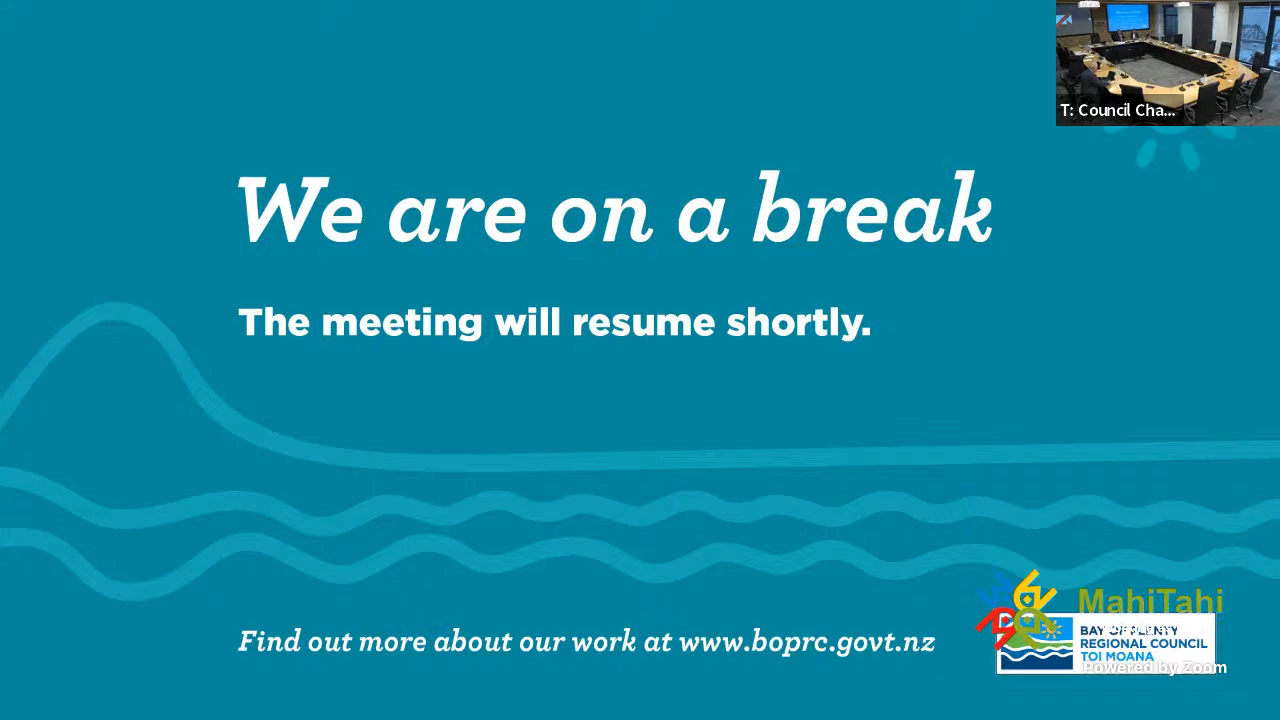 T: Council Cha...
We are on a break
The meeting will resume shortly.
Find out more about our work at www.boprc.govt.nz
MahiTahi
BAY OF PLENTY
REGIONAL COUNCIL
TOI MOANA
Powered by Zoom